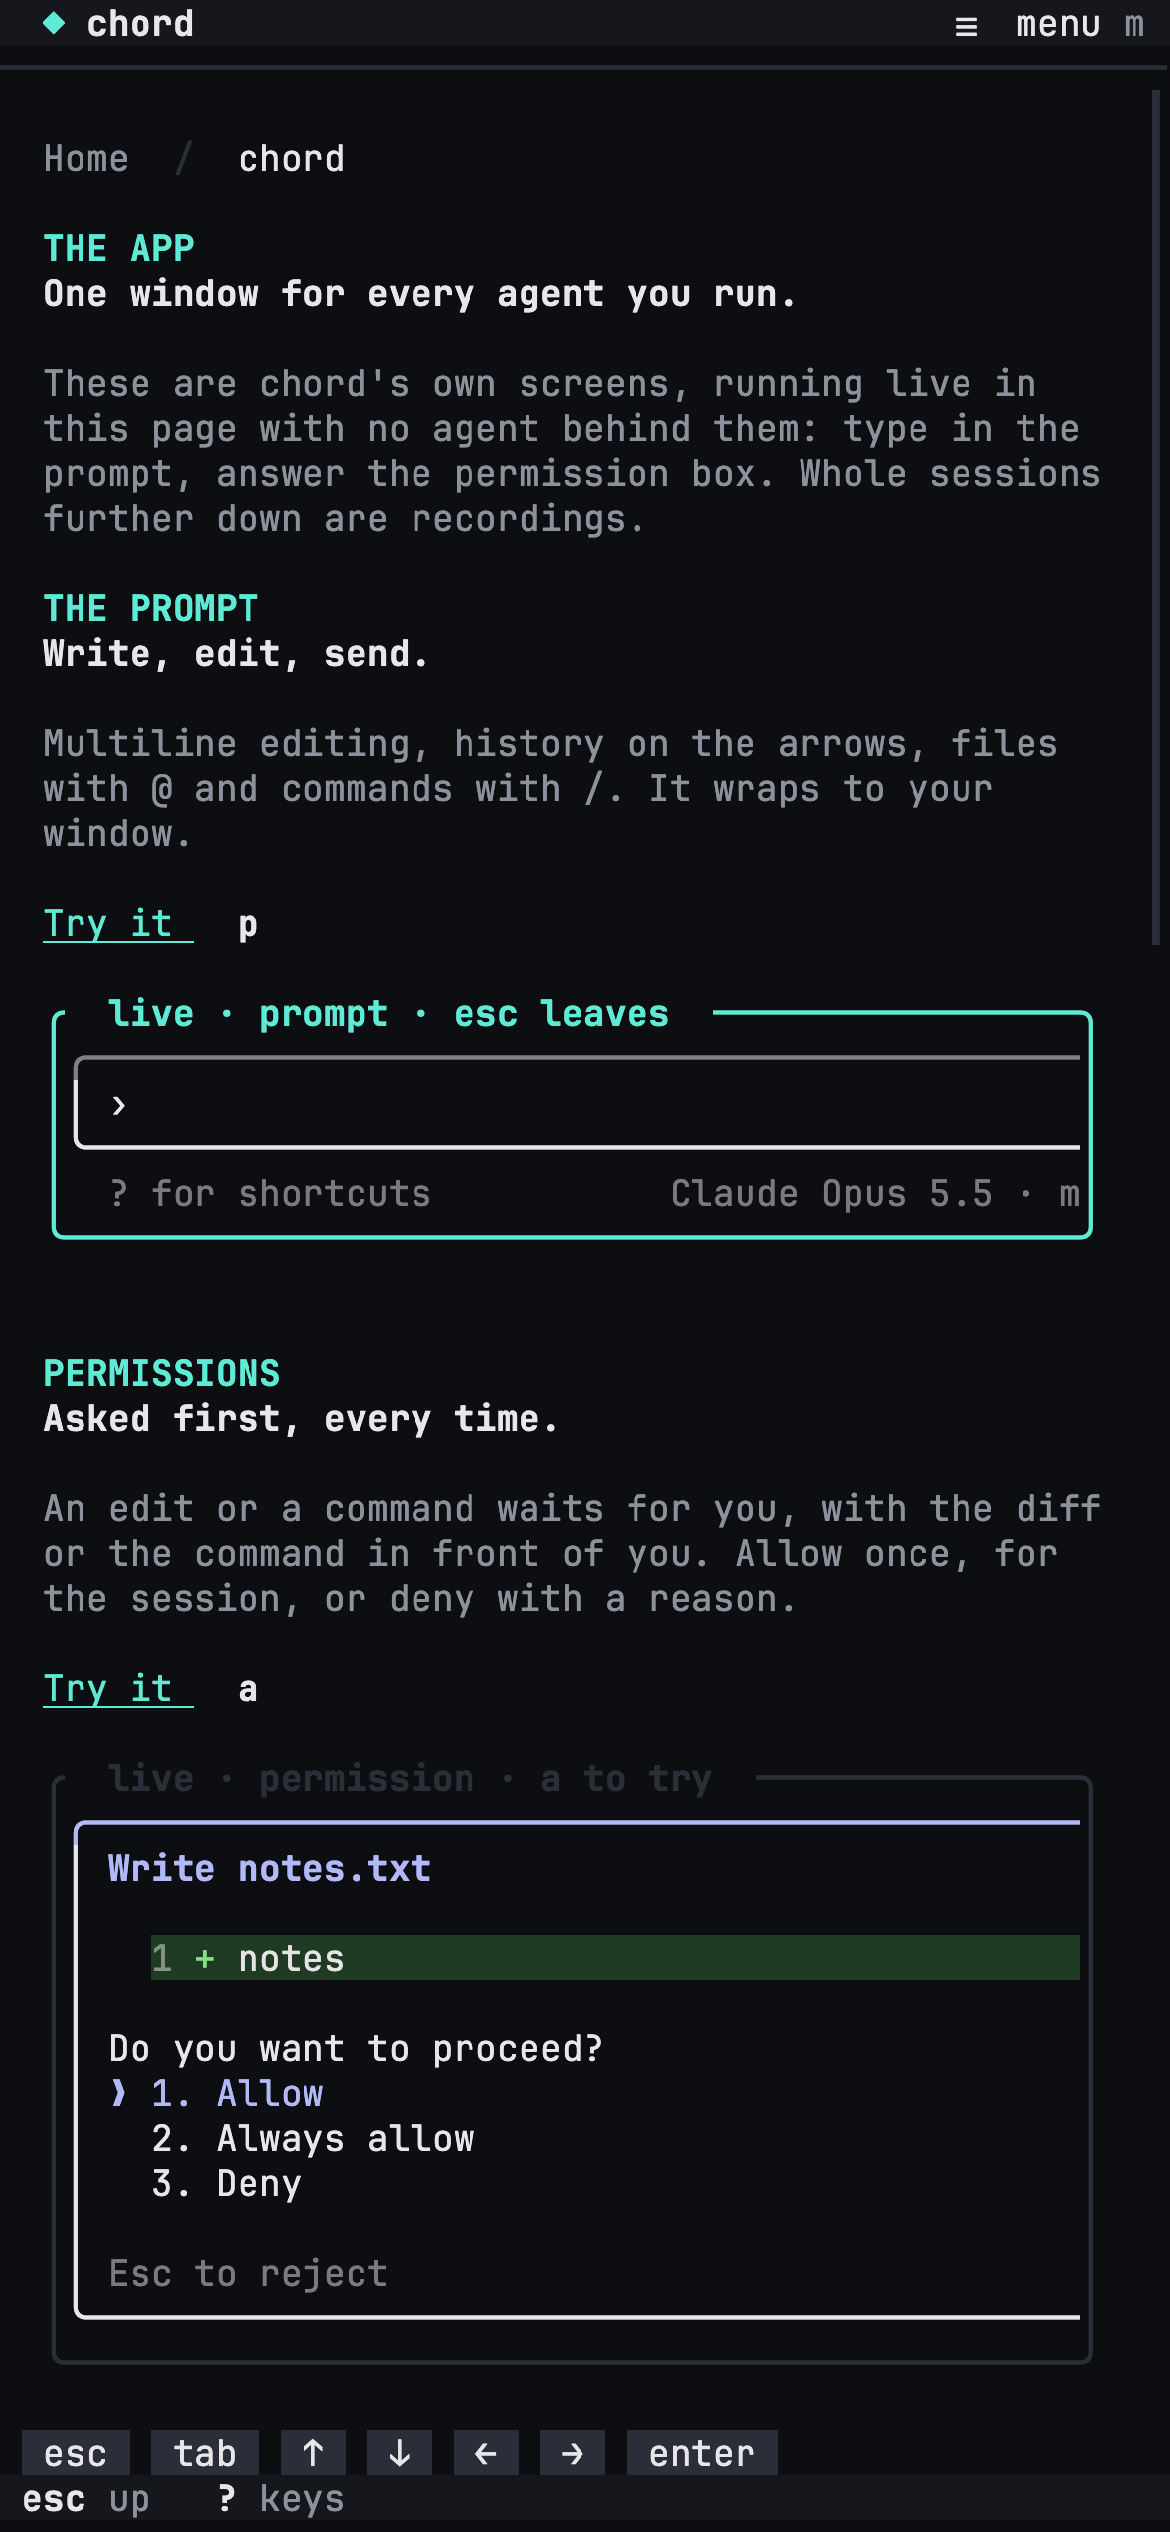 ◆ chord ≡ menu m
Home / chord
THE APP
One window for every agent you run.
These are chord's own screens, running live in
this page with no agent behind them: type in the
prompt, answer the permission box. Whole sessions
further down are recordings.
THE PROMPT
Write, edit, send.
Multiline editing, history on the arrows, files
with @ and commands with /. It wraps to your
window.
Try it p
live · prompt · esc leaves
›
? for shortcuts Claude Opus 5.5 · m
PERMISSIONS
Asked first, every time.
An edit or a command waits for you, with the diff
or the command in front of you. Allow once, for
the session, or deny with a reason.
Try it a
live · permission · a to try
Write notes.txt
1 + notes
Do you want to proceed?
❯ 1. Allow
2. Always allow
3. Deny
Esc to reject
esc tab ↑ ↓ ← → enter
esc up ? keys